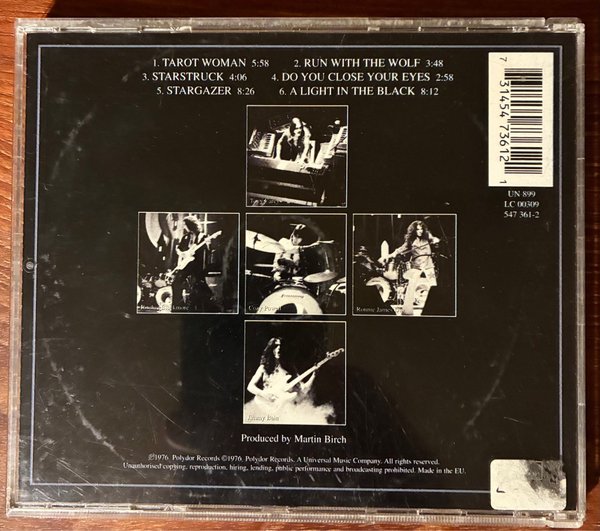 1. TAROT WOMAN 5:58 2. RUN WITH THE WOLF 3:48
3. STARSTRUCK 4:06 4. DO YOU CLOSE YOUR EYES 2:58
5. STARGAZER 8:26 6. A LIGHT IN THE BLACK 8:12
7 31454 73612 1
UN 899
LC 00309
547 361-2
Ronnie James
Jimmy Bain
Produced by Martin Birch
℗1976 Polydor Records ©1976 Polydor Records. A Universal Music Company. All rights reserved.
Unauthorised copying, reproduction, hiring, lending, public performance and broadcasting prohibited. Made in the EU.